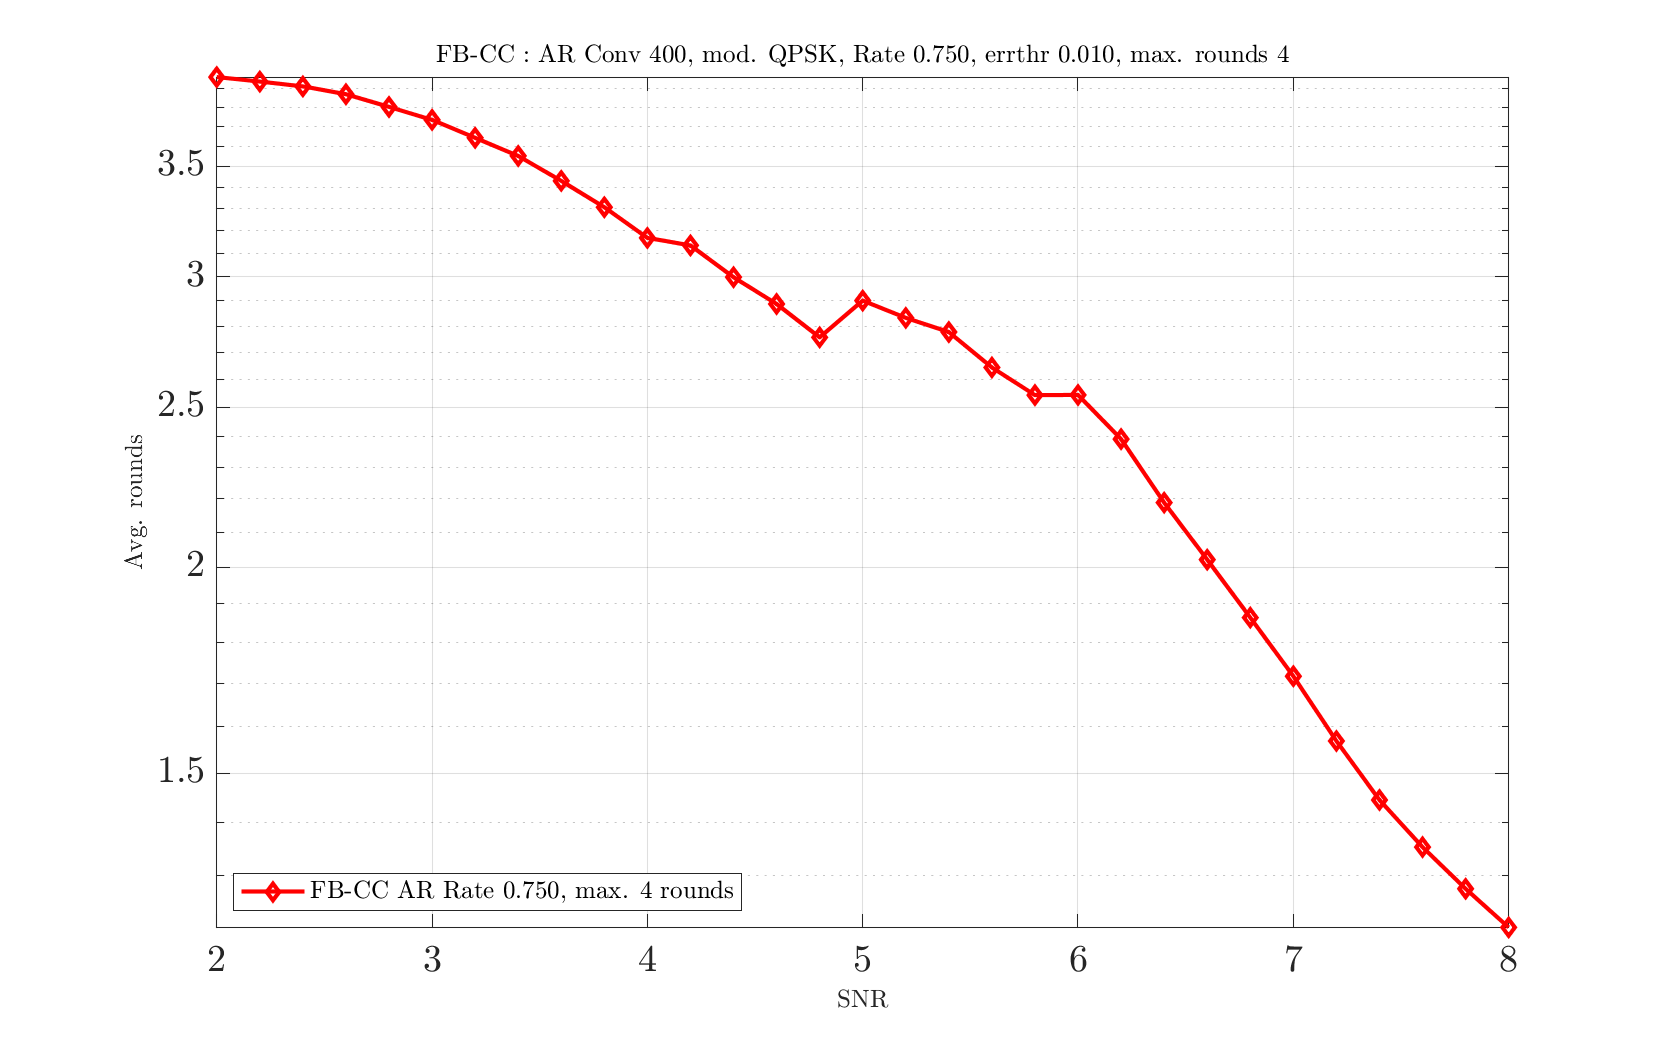 FB-CC : AR Conv 400, mod. QPSK, Rate 0.750, errthr 0.010, max. rounds 4
3.5
3
2.5
2
1.5
Avg. rounds
FB-CC AR Rate 0.750, max. 4 rounds
2 3 4 5 6 7 8
SNR